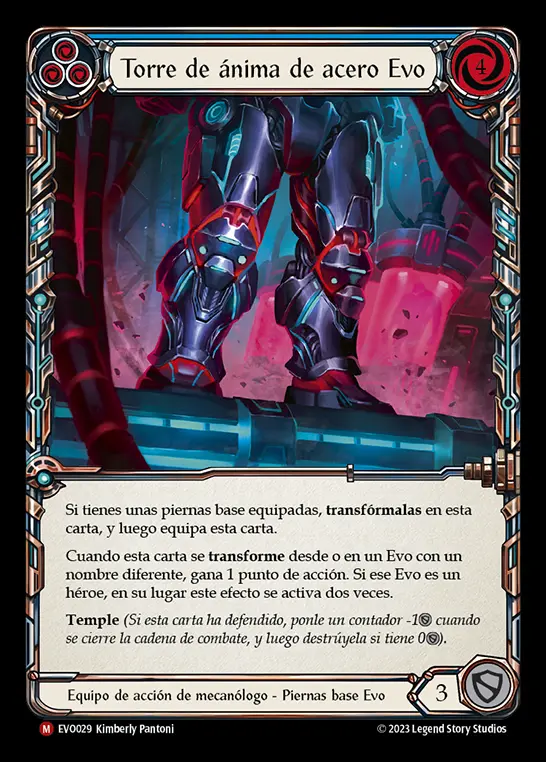 Torre de ánima de acero Evo
4
Si tienes unas piernas base equipadas, transfórmalas en esta
carta, y luego equipa esta carta.
Cuando esta carta se transforme desde o en un Evo con un
nombre diferente, gana 1 punto de acción. Si ese Evo es un
héroe, en su lugar este efecto se activa dos veces.
Temple (Si esta carta ha defendido, ponle un contador -1 cuando
se cierre la cadena de combate, y luego destrúyela si tiene 0).
Equipo de acción de mecanólogo - Piernas base Evo
3
M EVO029 Kimberly Pantoni
© 2023 Legend Story Studios